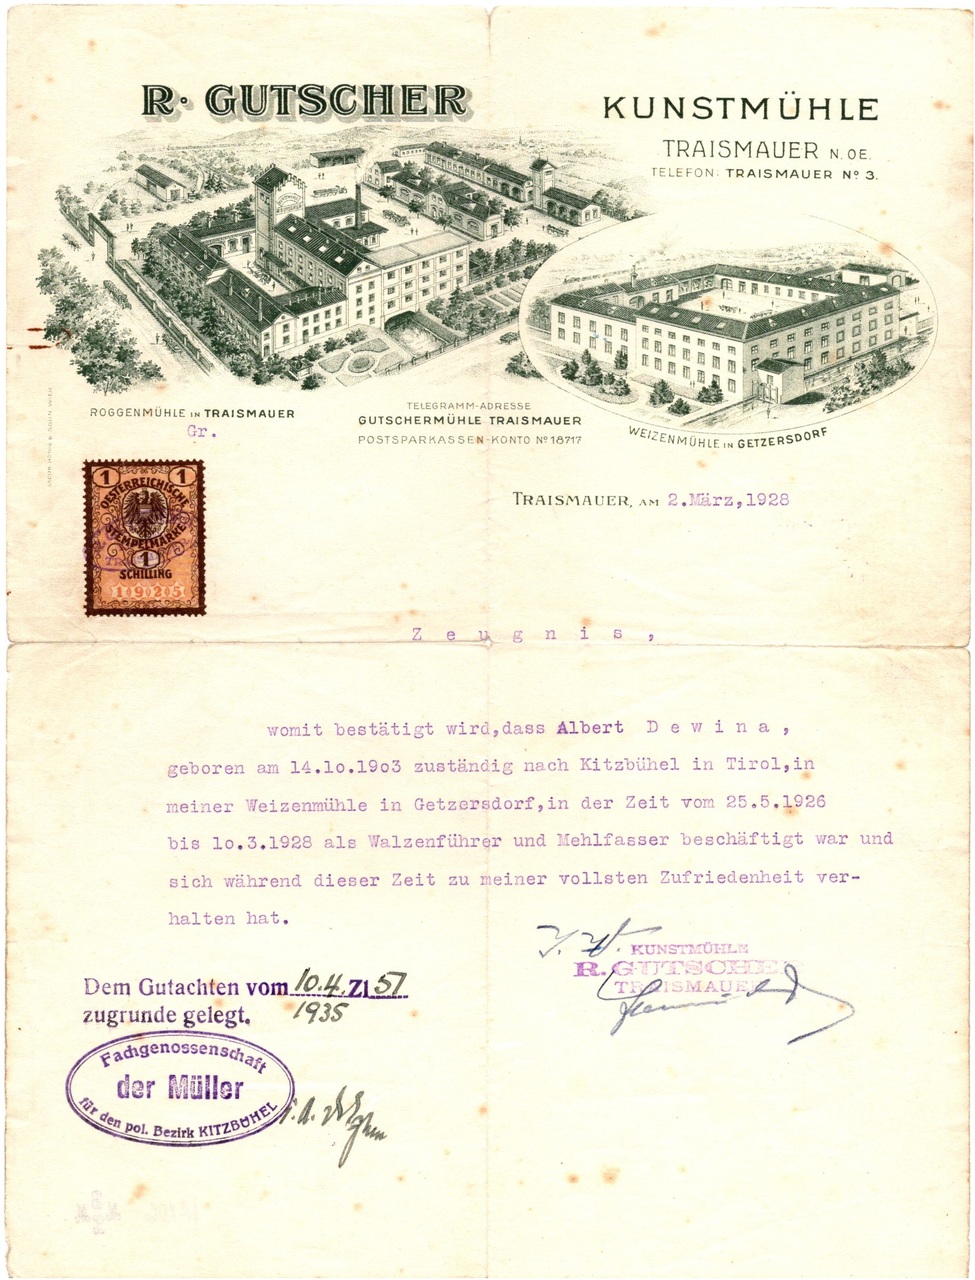 R. GUTSCHER
KUNSTMÜHLE
TRAISMAUER N. OE.
TELEFON: TRAISMAUER Nº 3.
ROGGENMÜHLE IN TRAISMAUER
Gr.
TELEGRAMM-ADRESSE
GUTSCHERMÜHLE TRAISMAUER
POSTSPARKASSEN-KONTO Nº 18717
WEIZENMÜHLE IN GETZERSDORF
1 1
OESTERREICHISCHE
STEMPELMARKE
1
SCHILLING
1925
TRAISMAUER, AM 2.März,1928
Z e u g n i s ,
womit bestätigt wird,dass Albert D e w i n a ,
geboren am 14.1o.19o3 zuständig nach Kitzbühel in Tirol,in
meiner Weizenmühle in Getzersdorf,in der Zeit vom 25.5.1926
bis 1o.3.1928 als Walzenführer und Mehlfasser beschäftigt war und
sich während dieser Zeit zu meiner vollsten Zufriedenheit ver-
halten hat.
KUNSTMÜHLE
R. GUTSCHER
TRAISMAUER
Dem Gutachten vom 10.4. Zl 57
zugrunde gelegt. 1935
Fachgenossenschaft
der Müller
für den pol. Bezirk KITZBÜHEL